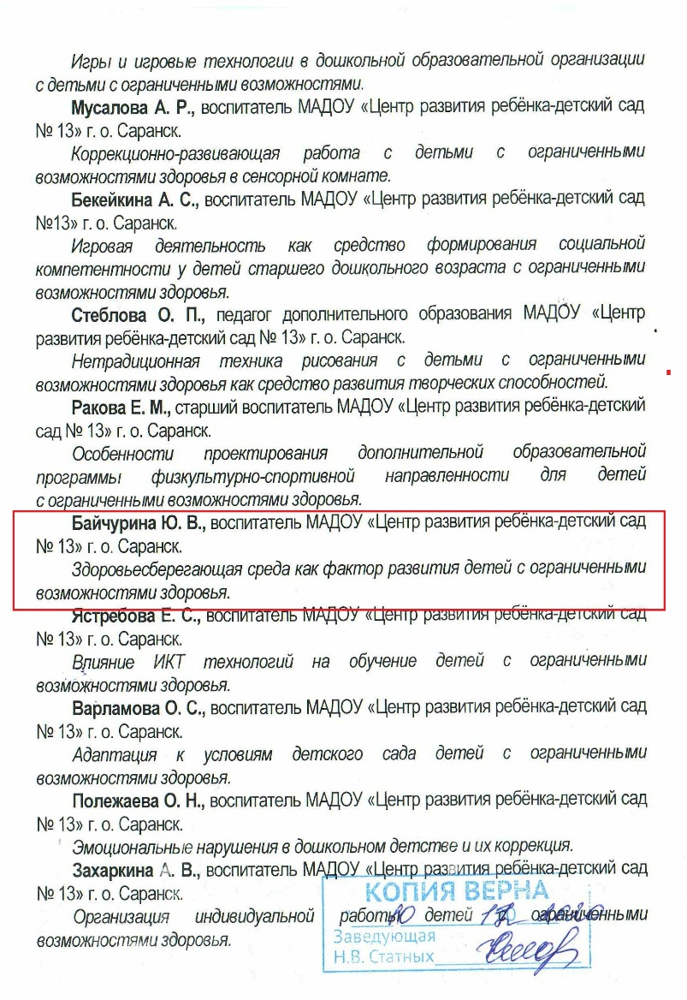 Игры и игровые технологии в дошкольной образовательной организации
с детьми с ограниченными возможностями.
Мусалова А. Р., воспитатель МАДОУ «Центр развития ребёнка-детский сад
№ 13» г. о. Саранск.
Коррекционно-развивающая работа с детьми с ограниченными
возможностями здоровья в сенсорной комнате.
Бекейкина А. С., воспитатель МАДОУ «Центр развития ребёнка-детский сад
№13» г. о. Саранск.
Игровая деятельность как средство формирования социальной
компетентности у детей старшего дошкольного возраста с ограниченными
возможностями здоровья.
Стеблова О. П., педагог дополнительного образования МАДОУ «Центр
развития ребёнка-детский сад № 13» г. о. Саранск.
Нетрадиционная техника рисования с детьми с ограниченными
возможностями здоровья как средство развития творческих способностей.
Ракова Е. М., старший воспитатель МАДОУ «Центр развития ребёнка-детский
сад № 13» г. о. Саранск.
Особенности проектирования дополнительной образовательной
программы физкультурно-спортивной направленности для детей
с ограниченными возможностями здоровья.
Байчурина Ю. В., воспитатель МАДОУ «Центр развития ребёнка-детский сад
№ 13» г. о. Саранск.
Здоровьесберегающая среда как фактор развития детей с ограниченными
возможностями здоровья.
Ястребова Е. С., воспитатель МАДОУ «Центр развития ребёнка-детский сад
№ 13» г. о. Саранск.
Влияние ИКТ технологий на обучение детей с ограниченными
возможностями здоровья.
Варламова О. С., воспитатель МАДОУ «Центр развития ребёнка-детский сад
№ 13» г. о. Саранск.
Адаптация к условиям детского сада детей с ограниченными
возможностями здоровья.
Полежаева О. Н., воспитатель МАДОУ «Центр развития ребёнка-детский сад
№ 13» г. о. Саранск.
Эмоциональные нарушения в дошкольном детстве и их коррекция.
Захаркина А. В., воспитатель МАДОУ «Центр развития ребёнка-детский сад
№ 13» г. о. Саранск.
Организация индивидуальной работы детей с ограниченными
возможностями здоровья.
КОПИЯ ВЕРНА
Заведующая
Н.В. Статных